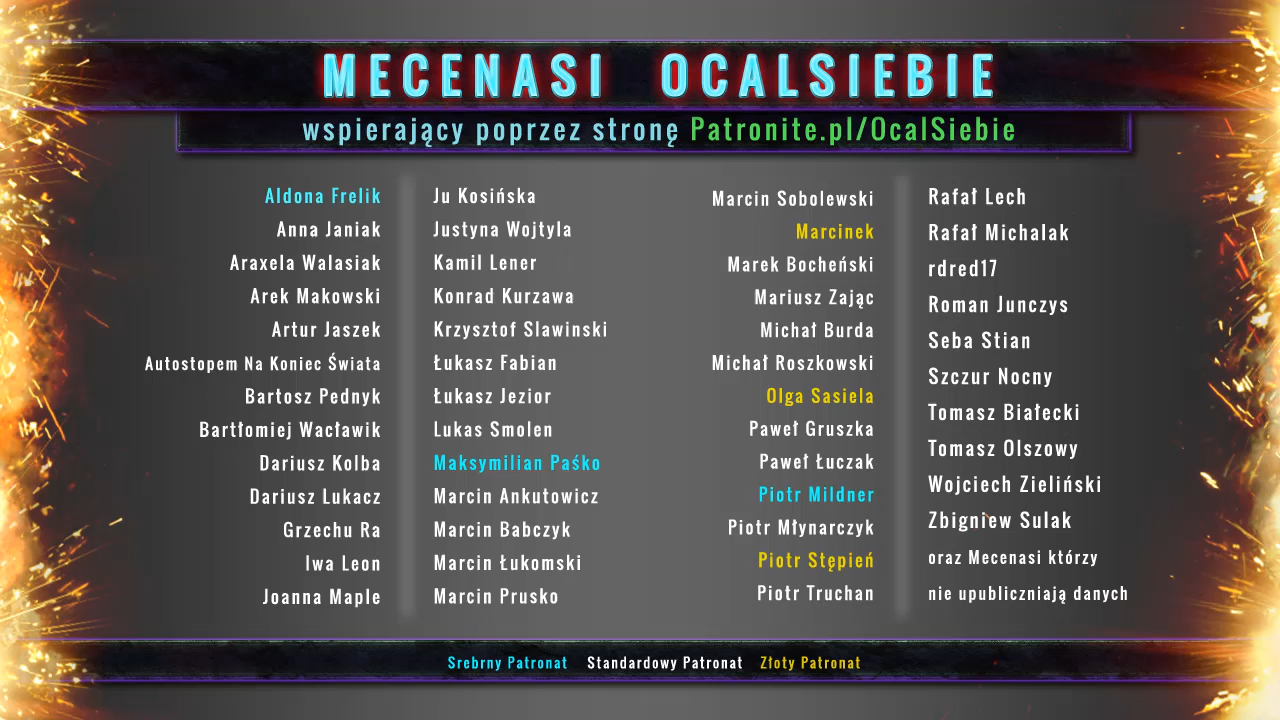 MECENASI OCALSIEBIE
wspierający poprzez stronę Patronite.pl/OcalSiebie
Aldona Frelik
Anna Janiak
Araxela Walasiak
Arek Makowski
Artur Jaszek
Autostopem Na Koniec Świata
Bartosz Pednyk
Bartłomiej Wacławik
Dariusz Kolba
Dariusz Lukacz
Grzechu Ra
Iwa Leon
Joanna Maple
Ju Kosińska
Justyna Wojtyla
Kamil Lener
Konrad Kurzawa
Krzysztof Slawinski
Łukasz Fabian
Łukasz Jezior
Lukas Smolen
Maksymilian Paśko
Marcin Ankutowicz
Marcin Babczyk
Marcin Łukomski
Marcin Prusko
Marcin Sobolewski
Marcinek
Marek Bocheński
Mariusz Zając
Michał Burda
Michał Roszkowski
Olga Sasiela
Paweł Gruszka
Paweł Łuczak
Piotr Mildner
Piotr Młynarczyk
Piotr Stępień
Piotr Truchan
Rafał Lech
Rafał Michalak
rdred17
Roman Junczys
Seba Stian
Szczur Nocny
Tomasz Białecki
Tomasz Olszowy
Wojciech Zieliński
Zbigniew Sulak
oraz Mecenasi którzy
nie upubliczniają danych
Srebrny Patronat Standardowy Patronat Złoty Patronat